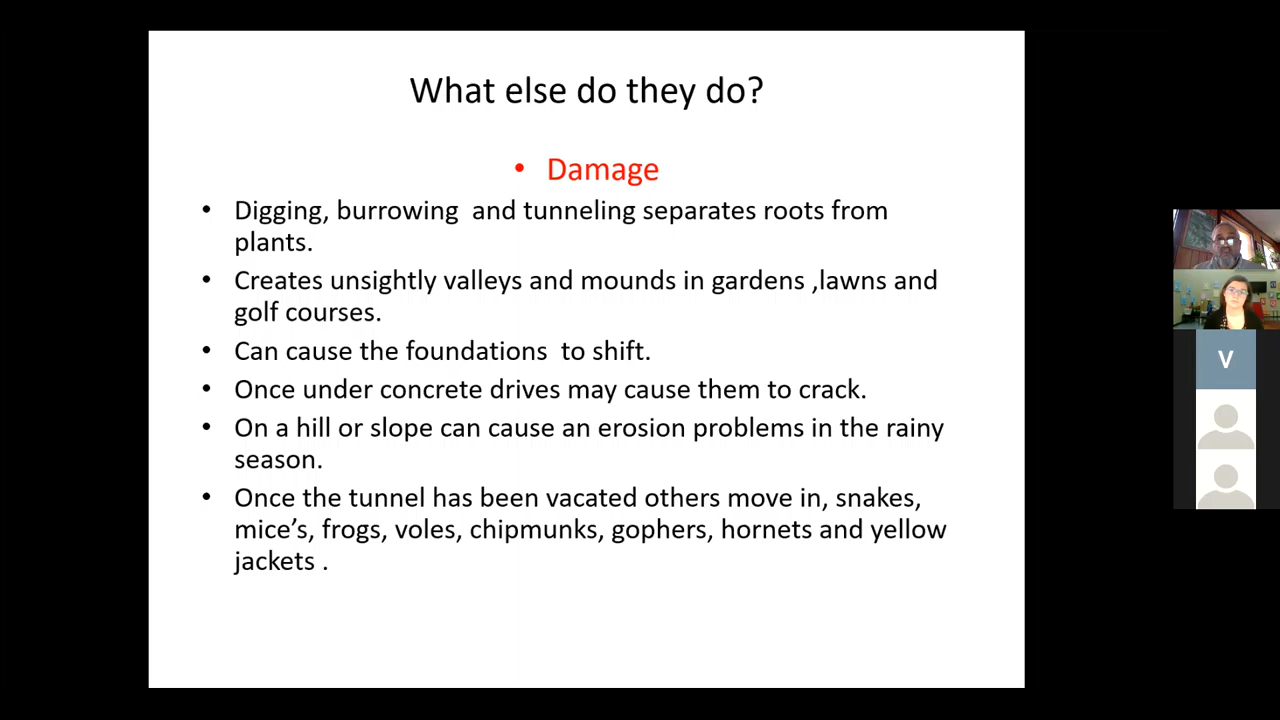 What else do they do?
• Damage
• Digging, burrowing  and tunneling separates roots from
plants.
• Creates unsightly valleys and mounds in gardens ,lawns and
golf courses.
• Can cause the foundations  to shift.
• Once under concrete drives may cause them to crack.
• On a hill or slope can cause an erosion problems in the rainy
season.
• Once the tunnel has been vacated others move in, snakes,
mice’s, frogs, voles, chipmunks, gophers, hornets and yellow
jackets .
V